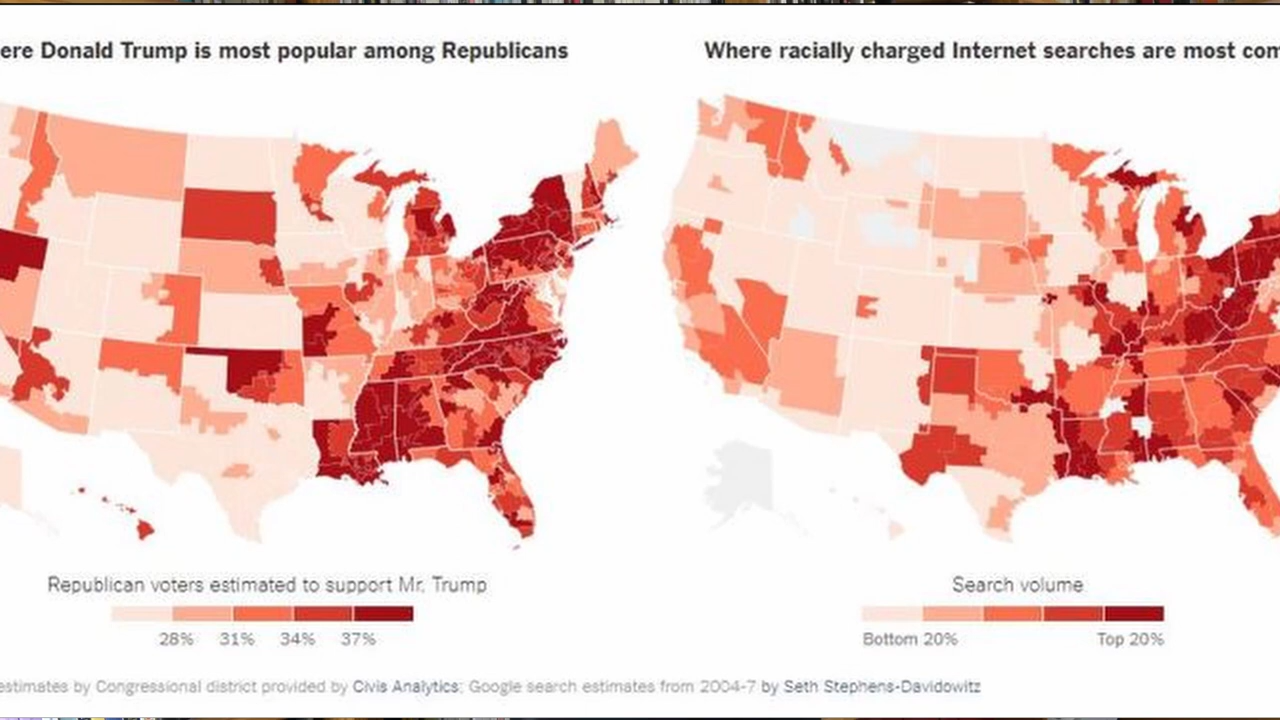 ere Donald Trump is most popular among Republicans
Where racially charged Internet searches are most com
Republican voters estimated to support Mr. Trump
28% 31% 34% 37%
Search volume
Bottom 20% Top 20%
estimates by Congressional district provided by Civis Analytics; Google search estimates from 2004-7 by Seth Stephens-Davidowitz